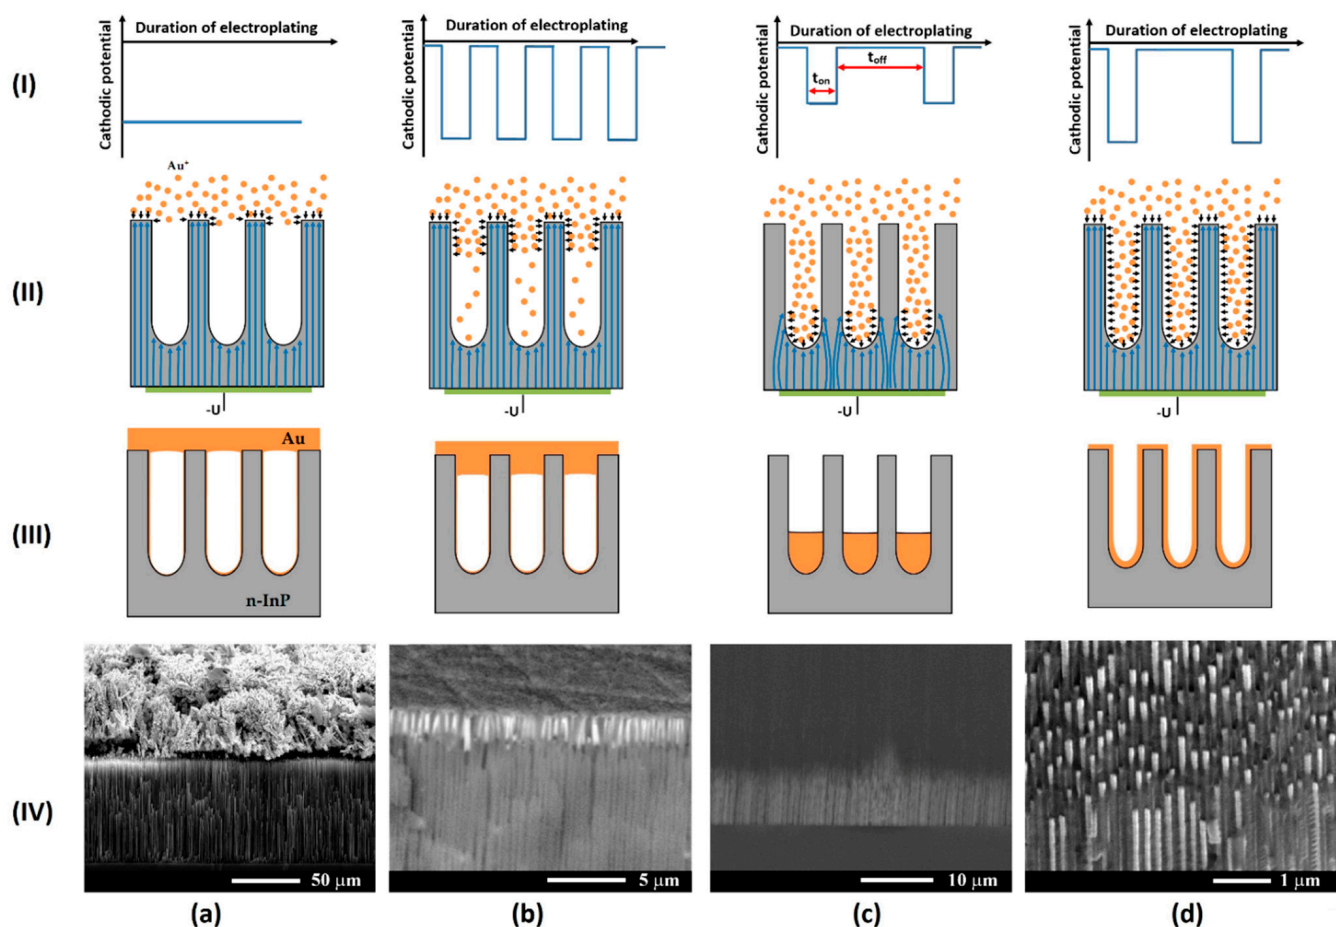 Duration of electroplating
Duration of electroplating
Duration of electroplating
Duration of electroplating
(I)
Cathodic potential
Cathodic potential
Cathodic potential
Cathodic potential
toff
ton
Au+
(II)
-U
-U
-U
-U
Au
(III)
n-InP
(IV)
50 μm
5 μm
10 μm
1 μm
(a)
(b)
(c)
(d)